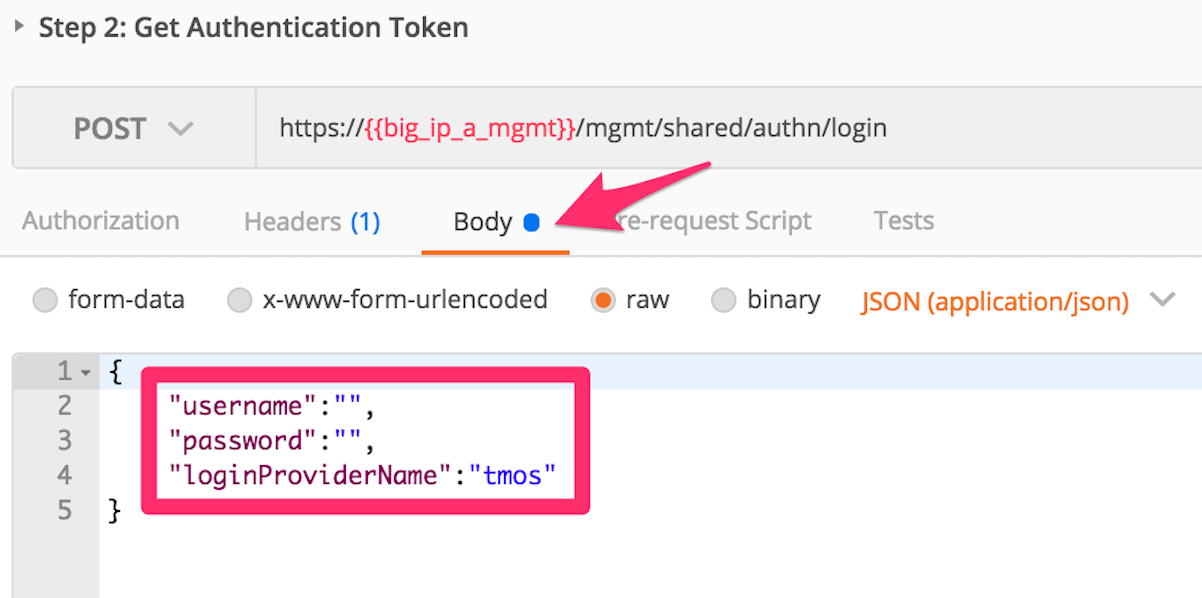 Step 2: Get Authentication Token
POST https://{{big_ip_a_mgmt}}/mgmt/shared/authn/login
Authorization Headers (1) Body re-request Script Tests
form-data x-www-form-urlencoded raw binary JSON (application/json)
1 {
2 "username":"",
3 "password":"",
4 "loginProviderName":"tmos"
5 }